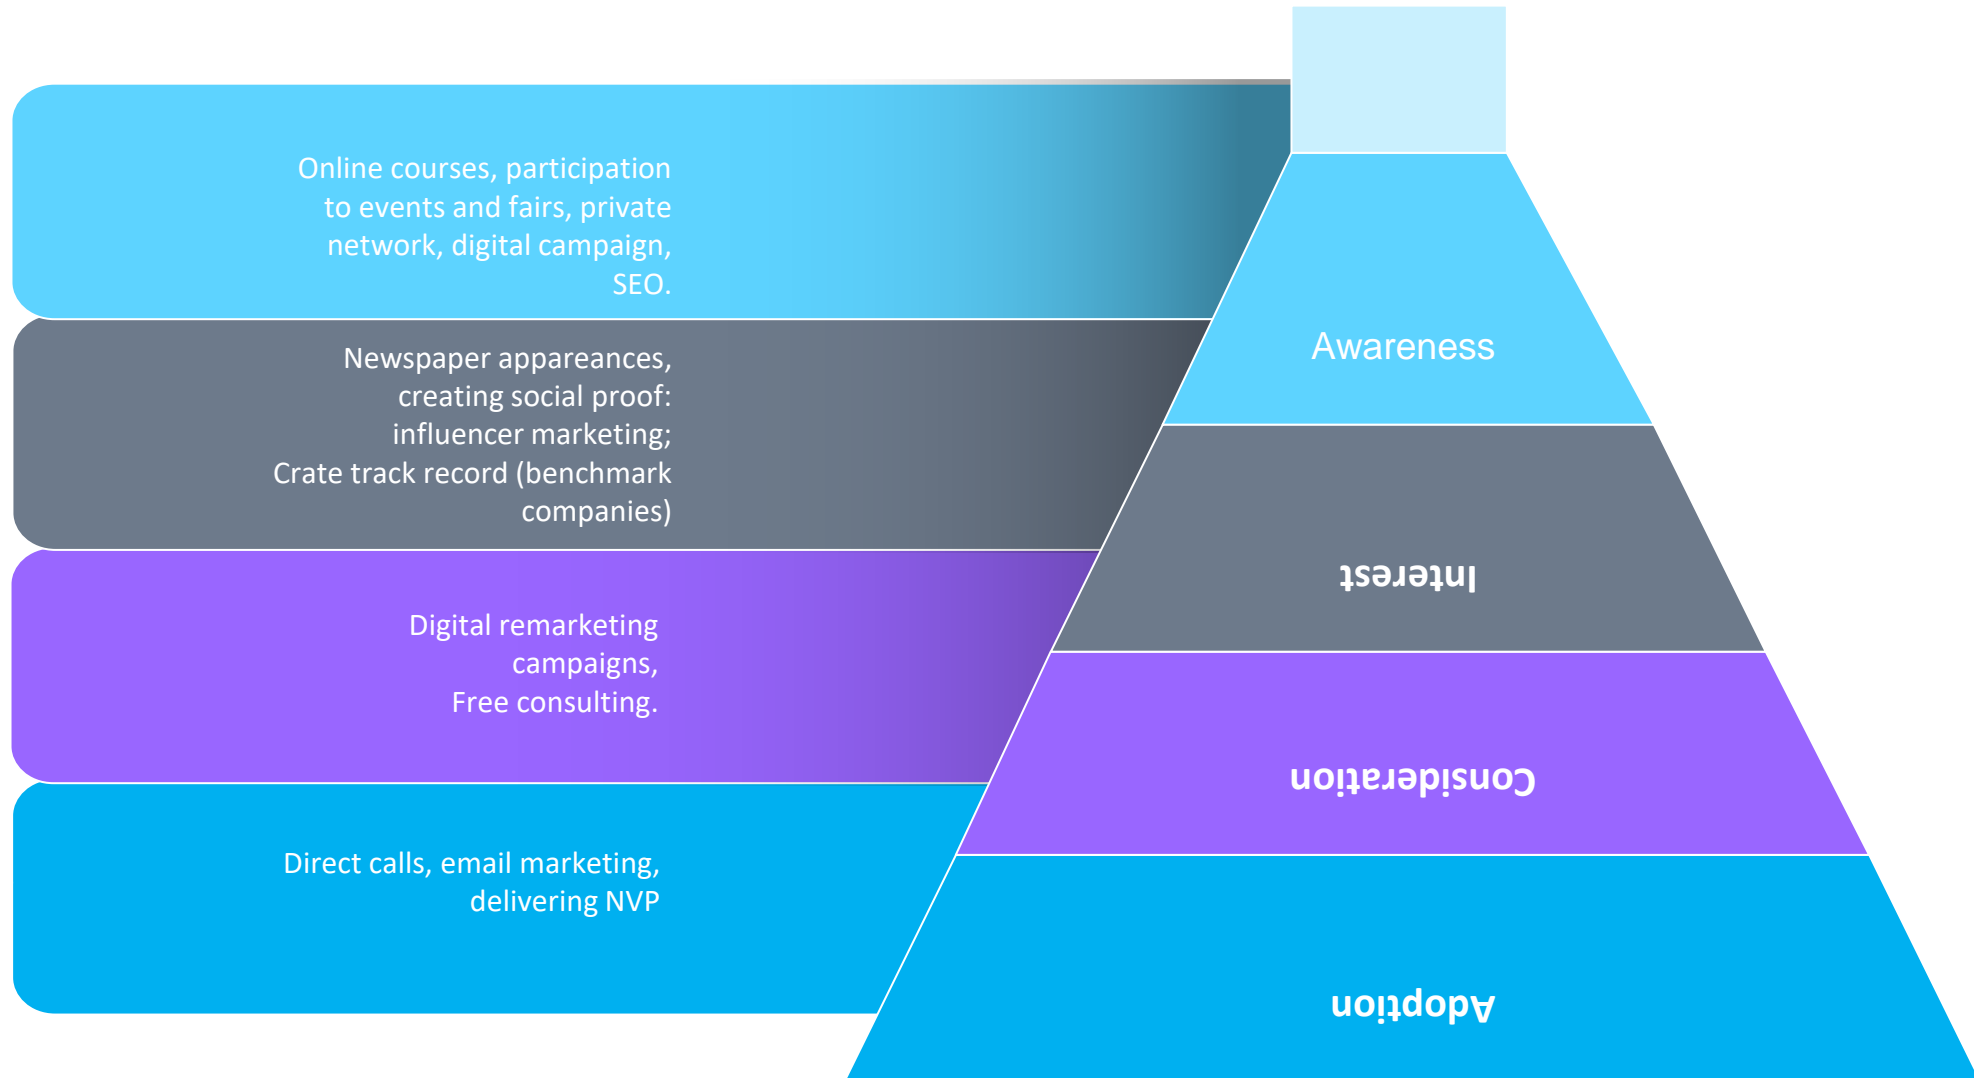 Online courses, participation
to events and fairs, private
network, digital campaign,
SEO.
Awareness
Newspaper appareances,
creating social proof:
influencer marketing;
Crate track record (benchmark
companies)
Interest
Digital remarketing
campaigns,
Free consulting.
Consideration
Direct calls, email marketing,
delivering NVP
Adoption